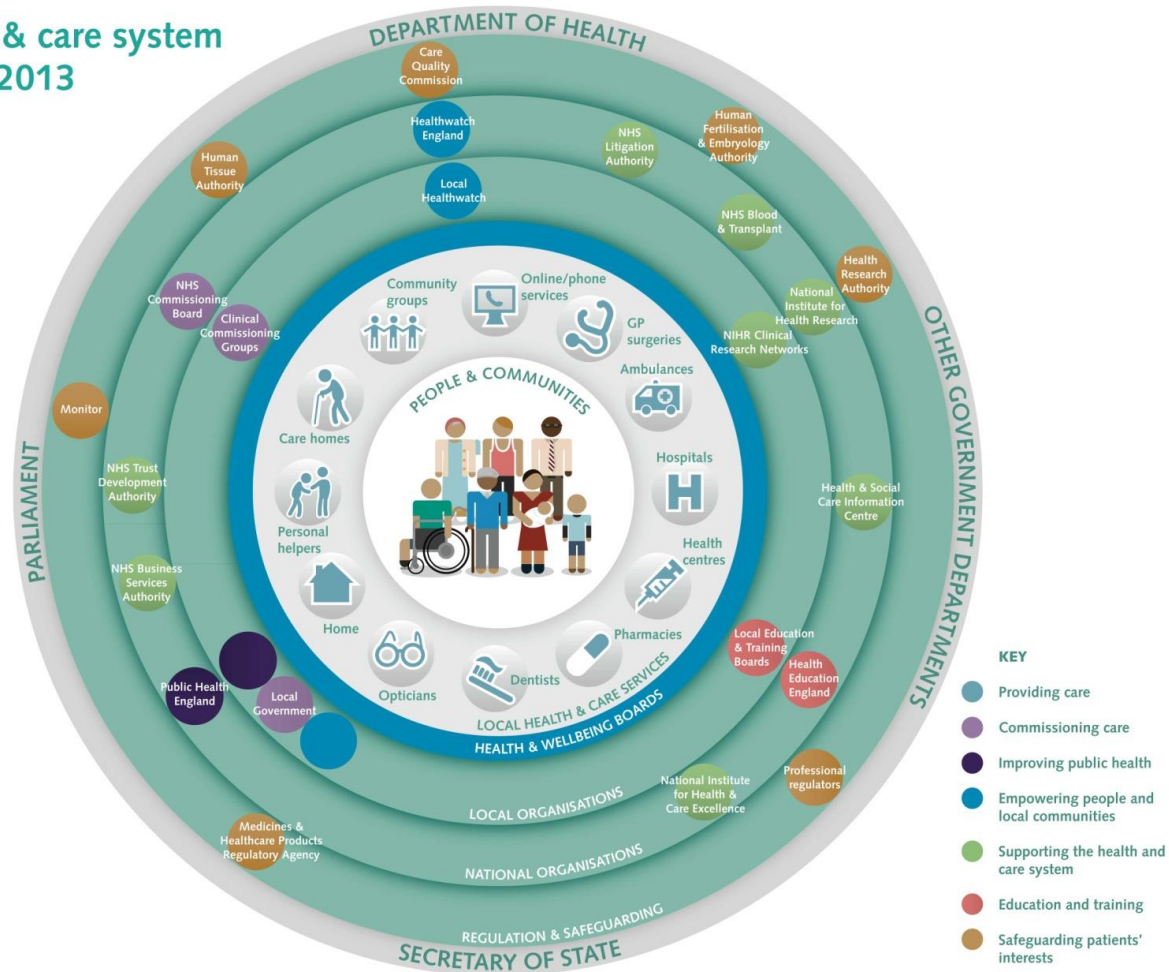 & care system
2013
DEPARTMENT OF HEALTH
OTHER GOVERNMENT DEPARTMENTS
SECRETARY OF STATE
PARLIAMENT
Care
Quality
Commission
Human
Fertilisation
& Embryology
Authority
Health
Research
Authority
Professional
regulators
Medicines &
Healthcare Products
Regulatory Agency
Monitor
Human
Tissue
Authority
REGULATION & SAFEGUARDING
Healthwatch
England
NHS
Litigation
Authority
NHS Blood
& Transplant
National
Institute for
Health Research
Health & Social
Care Information
Centre
Health
Education
England
National Institute
for Health &
Care Excellence
Public Health
England
NHS Business
Services
Authority
NHS Trust
Development
Authority
NHS
Commissioning
Board
NATIONAL ORGANISATIONS
Local
Healthwatch
NIHR Clinical
Research Networks
Local Education
& Training
Boards
Local
Government
Clinical
Commissioning
Groups
LOCAL ORGANISATIONS
HEALTH & WELLBEING BOARDS
LOCAL HEALTH & CARE SERVICES
Community
groups
Online/phone
services
GP
surgeries
Ambulances
Hospitals
Health
centres
Pharmacies
Dentists
Opticians
Home
Personal
helpers
Care homes
PEOPLE & COMMUNITIES
H
KEY
Providing care
Commissioning care
Improving public health
Empowering people and
local communities
Supporting the health and
care system
Education and training
Safeguarding patients'
interests